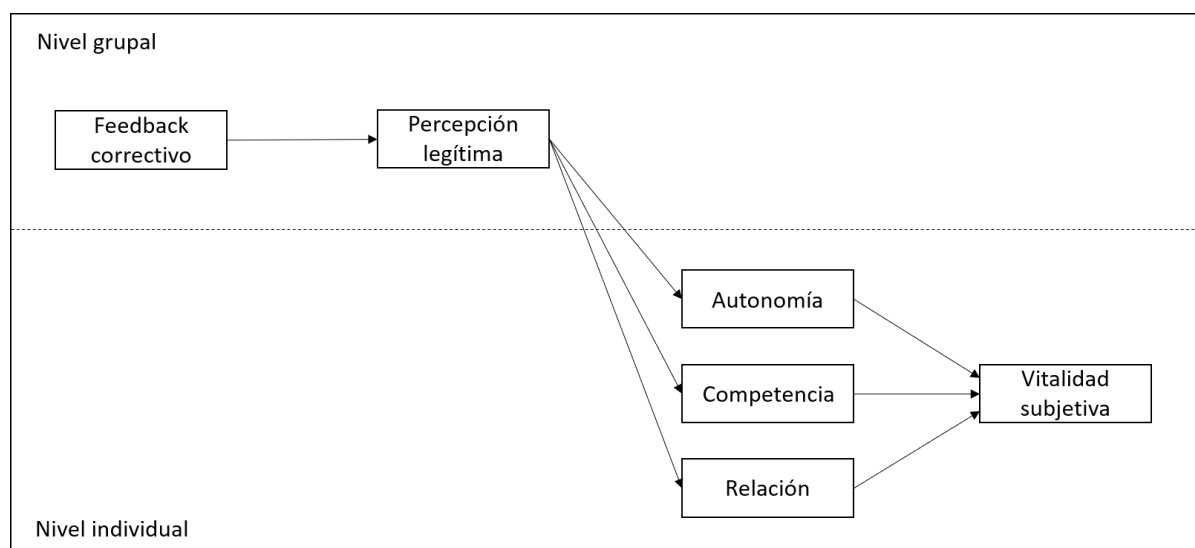 Nivel grupal
Feedback
correctivo
Percepción
legítima
Autonomía
Competencia
Vitalidad
subjetiva
Relación
Nivel individual